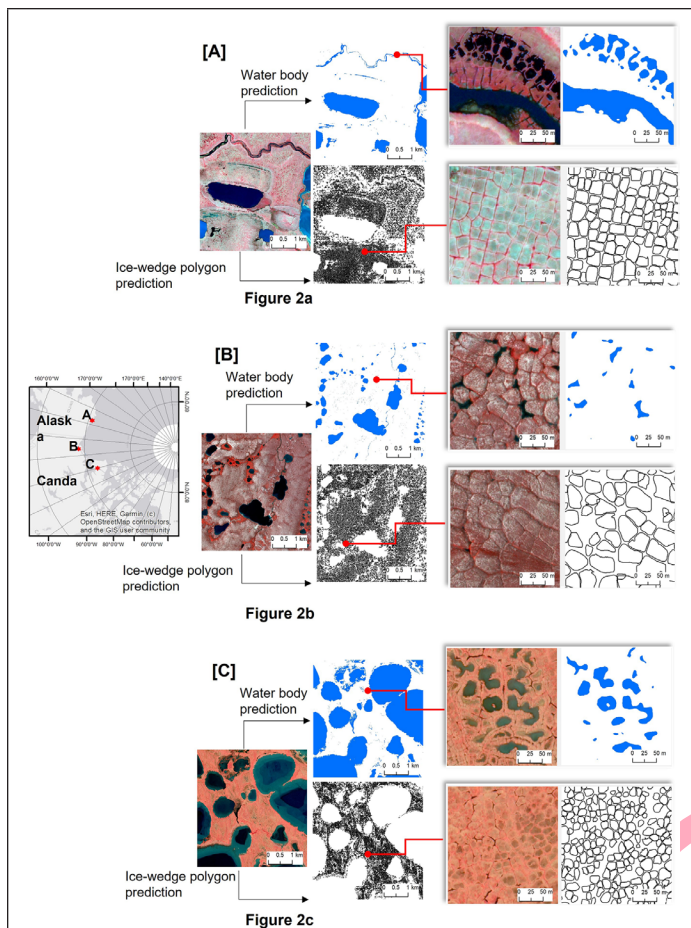 [A]
Water body
prediction
0 0.5 1 km
0 25 50 m
0 25 50 m
0 0.5 1 km
0 0.5 1 km
0 25 50 m
0 25 50 m
Ice-wedge polygon
prediction
Figure 2a
[B]
Water body
prediction
0 0.5 1 km
0 25 50 m
0 25 50 m
160°0'0"W
170°0'0"W
140°0'0"E
A
Alask
a
B
C
Canda
60°0'0"N
80°0'0"N
Esri, HERE, Garmin, (c)
OpenStreetMap contributors,
and the GIS user community
100°0'0"W
80°0'0"W
60°0'0"W
0 0.5 1 km
0 0.5 1 km
0 25 50 m
0 25 50 m
Ice-wedge polygon
prediction
Figure 2b
[C]
Water body
prediction
0 0.5 1 km
0 25 50 m
0 25 50 m
0 0.5 1 km
0 0.5 1 km
0 25 50 m
0 25 50 m
Ice-wedge polygon
prediction
Figure 2c